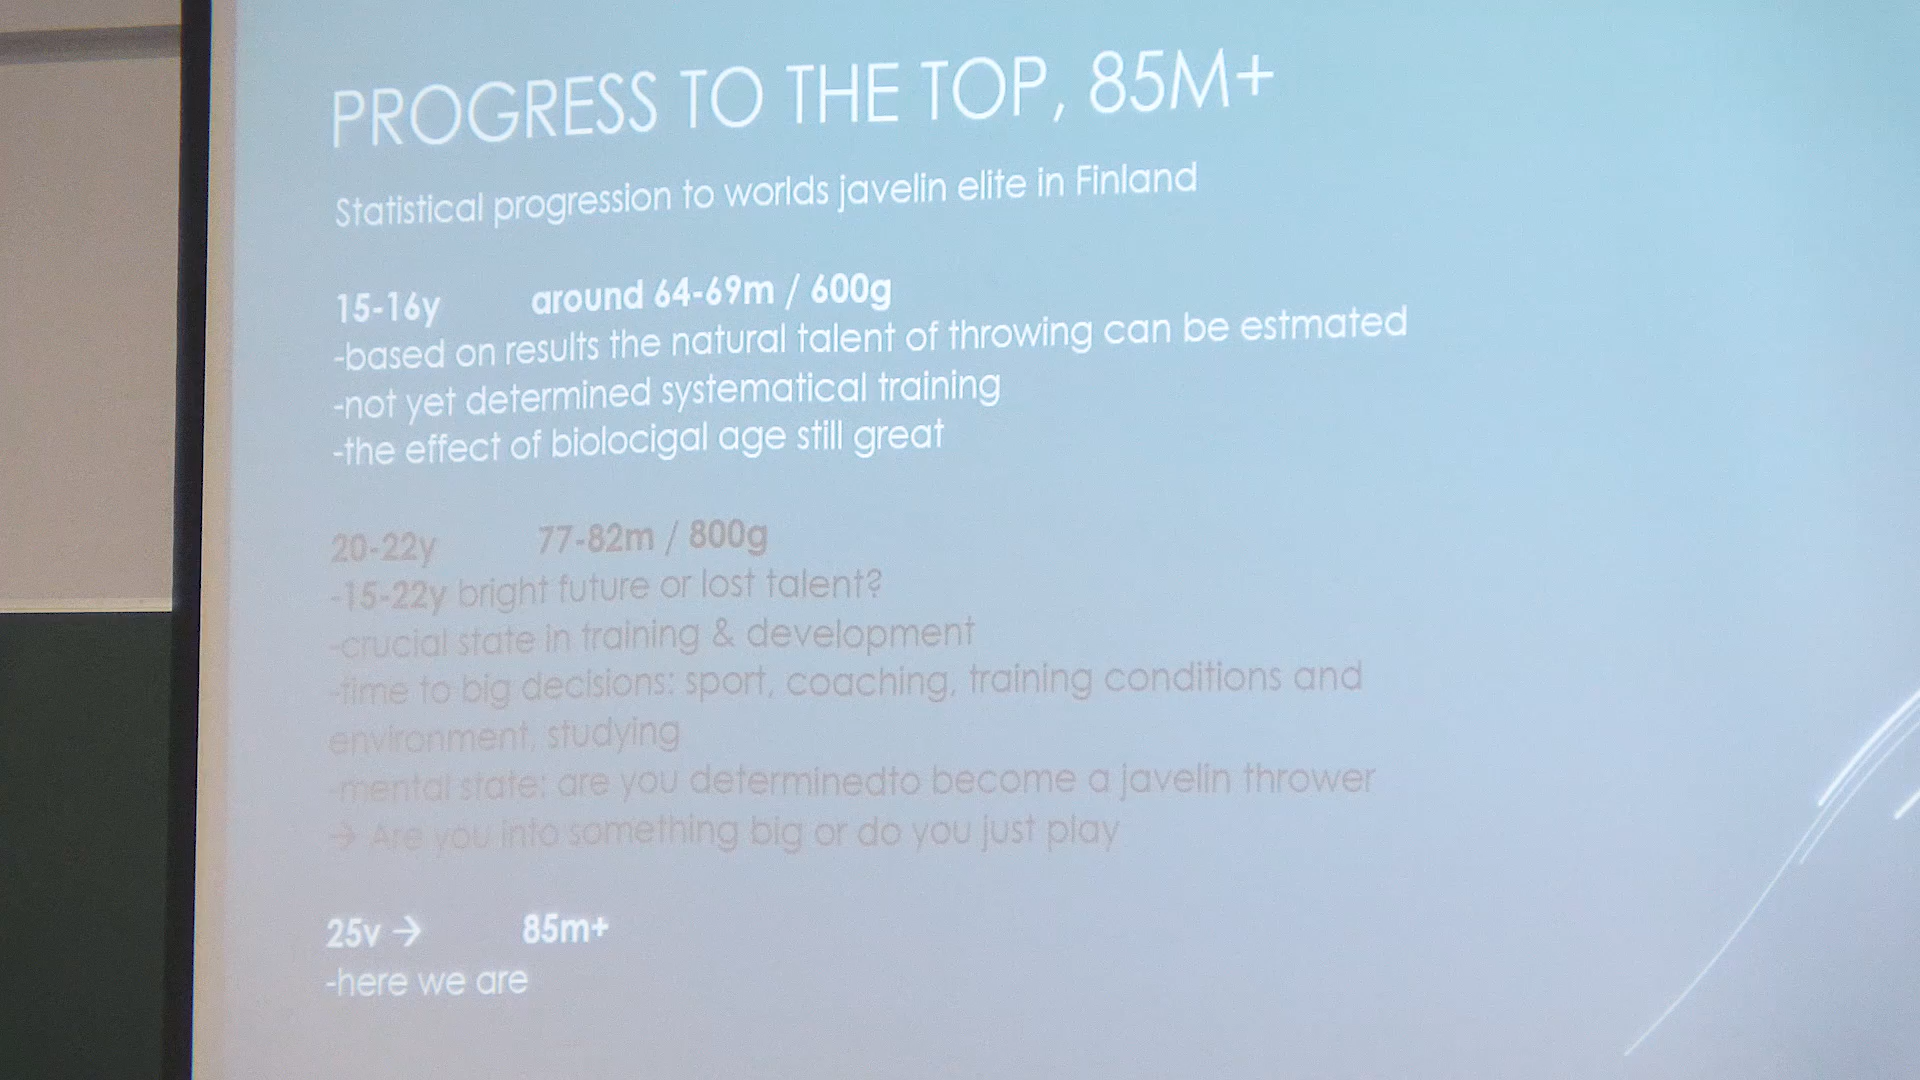 PROGRESS TO THE TOP, 85M+
Statistical progression to worlds javelin elite in Finland
15-16y around 64-69m / 600g
-based on results the natural talent of throwing can be estmated
-not yet determined systematical training
-the effect of biolocigal age still great
20-22y 77-82m / 800g
-15-22y bright future or lost talent?
-crucial state in training & development
-time to big decisions: sport, coaching, training conditions and
environment, studying
-mental state: are you determinedto become a javelin thrower
→ Are you into something big or do you just play
25v → 85m+
-here we are